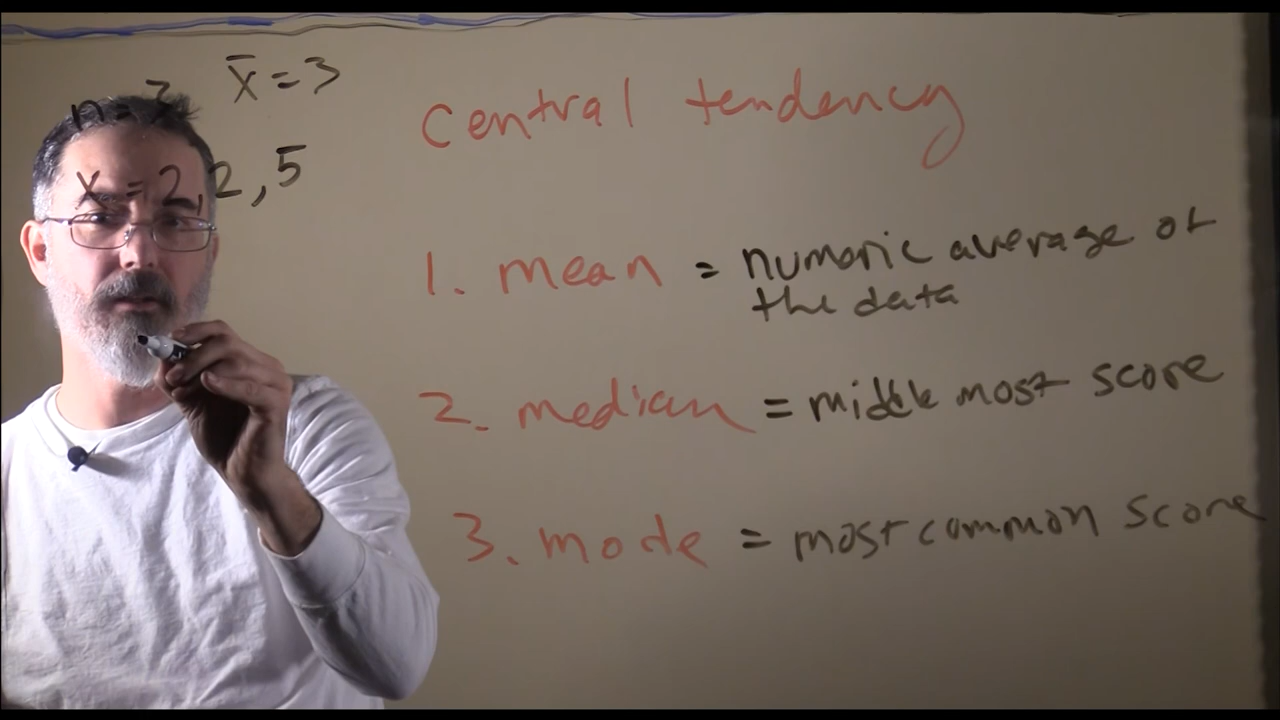 n = 3 x̄ = 3
x = 2, 2, 5
central tendency
1. mean = numeric average of
the data
2. median = middle most score
3. mode = most common score